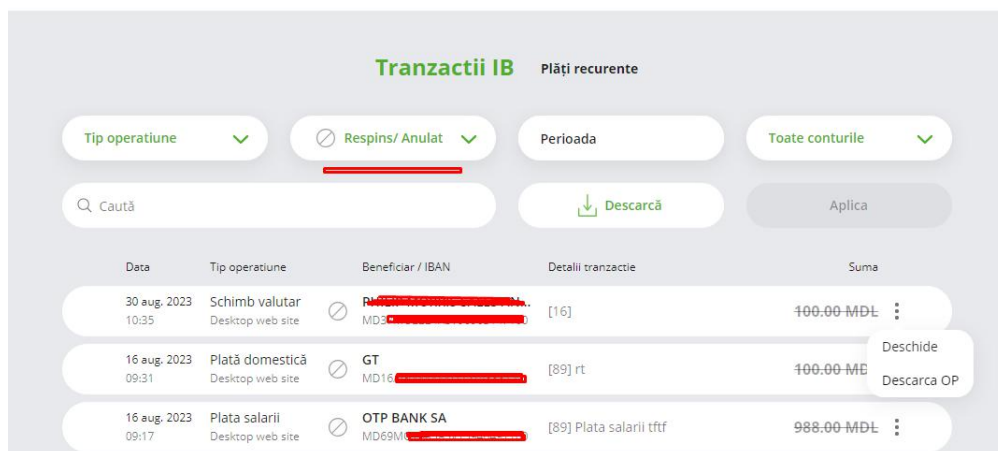 Tranzactii IB Plăți recurente
Tip operatiune Respins/ Anulat Perioada Toate conturile
Caută Descarcă Aplica
Data Tip operatiune Beneficiar / IBAN Detalii tranzactie Suma
30 aug. 2023 Schimb valutar [16] 100.00 MDL
10:35 Desktop web site
Deschide
16 aug. 2023 Plată domestică GT [89] rt 100.00 MD
09:31 Desktop web site MD16
Descarca OP
16 aug. 2023 Plata salarii OTP BANK SA [89] Plata salarii tftf 988.00 MDL
09:17 Desktop web site